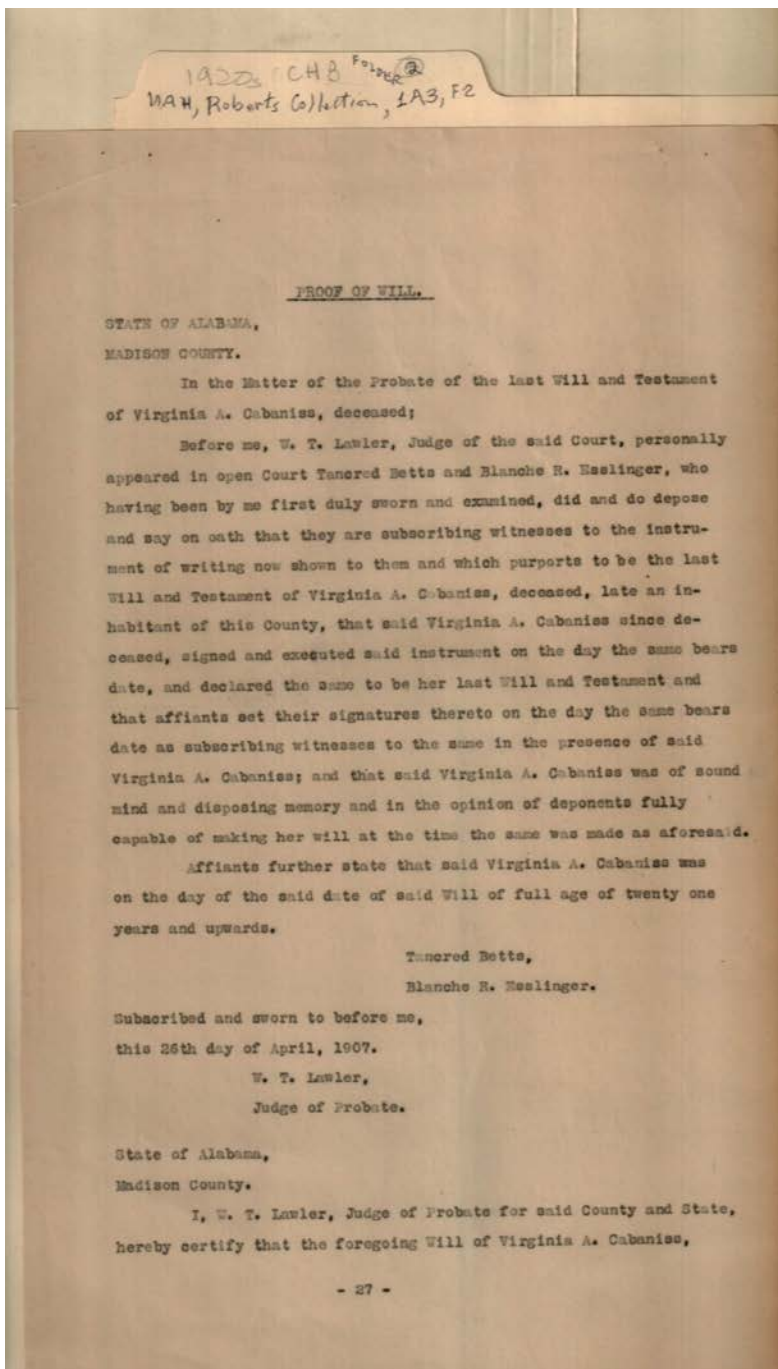 1920s CHB FOLDER 2
UAH, Roberts Collection, 1A3, F2
PROOF OF WILL.
STATE OF ALABAMA,
MADISON COUNTY.
In the Matter of the Probate of the last Will and Testament
of Virginia A. Cabaniss, deceased;
Before me, W. T. Lawler, Judge of the said Court, personally
appeared in open Court Tancred Betts and Blanche R. Esslinger, who
having been by me first duly sworn and examined, did and do depose
and say on oath that they are subscribing witnesses to the instru-
ment of writing now shown to them and which purports to be the last
Will and Testament of Virginia A. Cabaniss, deceased, late an in-
habitant of this County, that said Virginia A. Cabaniss since de-
ceased, signed and executed said instrument on the day the same bears
date, and declared the same to be her last Will and Testament and
that affiants set their signatures thereto on the day the same bears
date as subscribing witnesses to the same in the presence of said
Virginia A. Cabaniss; and that said Virginia A. Cabaniss was of sound
mind and disposing memory and in the opinion of deponents fully
capable of making her will at the time the same was made as aforesaid.
Affiants further state that said Virginia A. Cabaniss was
on the day of the said date of said Will of full age of twenty one
years and upwards.
Tancred Betts,
Blanche R. Esslinger.
Subscribed and sworn to before me,
this 26th day of April, 1907.
W. T. Lawler,
Judge of Probate.
State of Alabama,
Madison County.
I, W. T. Lawler, Judge of Probate for said County and State,
hereby certify that the foregoing Will of Virginia A. Cabaniss,
- 27 -